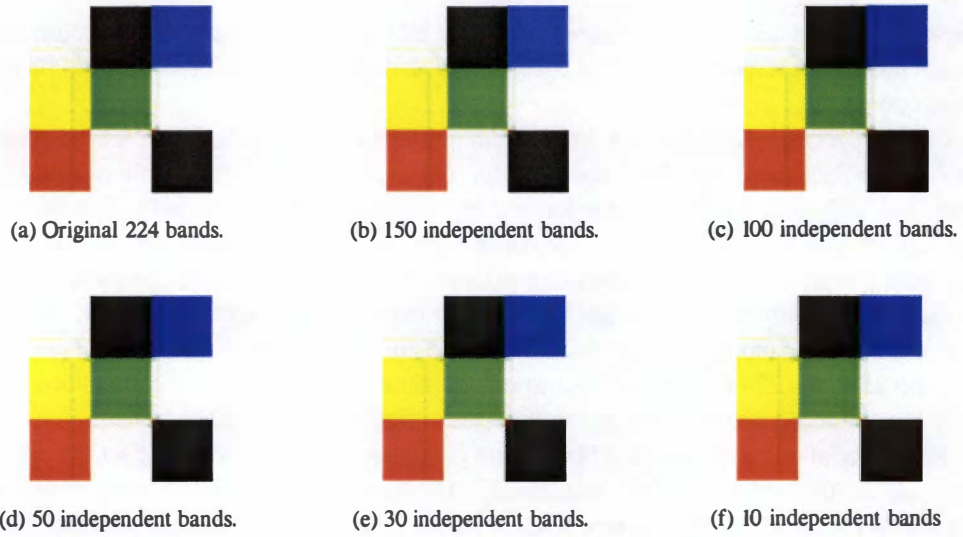 (a) Original 224 bands.
(b) 150 independent bands.
(c) 100 independent bands.
(d) 50 independent bands.
(e) 30 independent bands.
(f) 10 independent bands